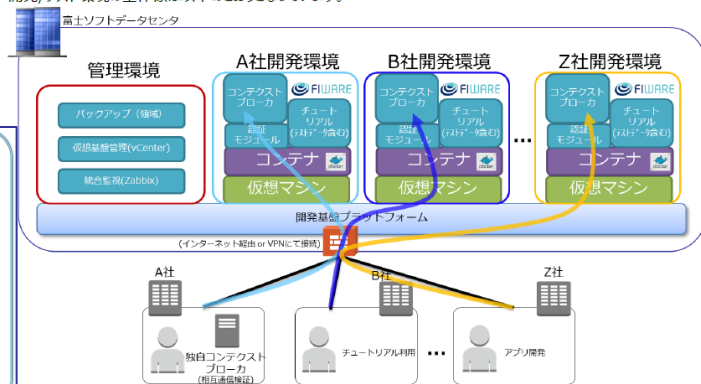 富士ソフトデータセンタ
管理環境
バックアップ（領域）
仮想基盤管理(vCenter)
統合監視(Zabbix)
A社開発環境
コンテクスト
ブローカ
FIWARE
認証
モジュール
チュート
リアル
(テストデータ含む)
コンテナ
docker
仮想マシン
B社開発環境
コンテクスト
ブローカ
FIWARE
認証
モジュール
チュート
リアル
(テストデータ含む)
コンテナ
docker
仮想マシン
…
Z社開発環境
コンテクスト
ブローカ
FIWARE
認証
モジュール
チュート
リアル
(テストデータ含む)
コンテナ
docker
仮想マシン
開発基盤プラットフォーム
(インターネット経由 or VPNにて接続)
A社
独自コンテクスト
ブローカ
(相互通信検証)
B社
チュートリアル利用
…
Z社
アプリ開発